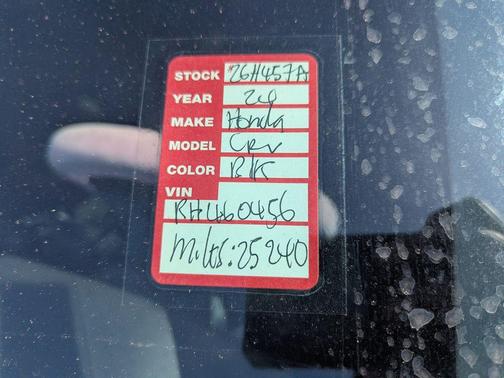 STOCK 26H457A
YEAR 24
MAKE Honda
MODEL CRV
COLOR Blk
VIN
RH460456
Miles: 25240